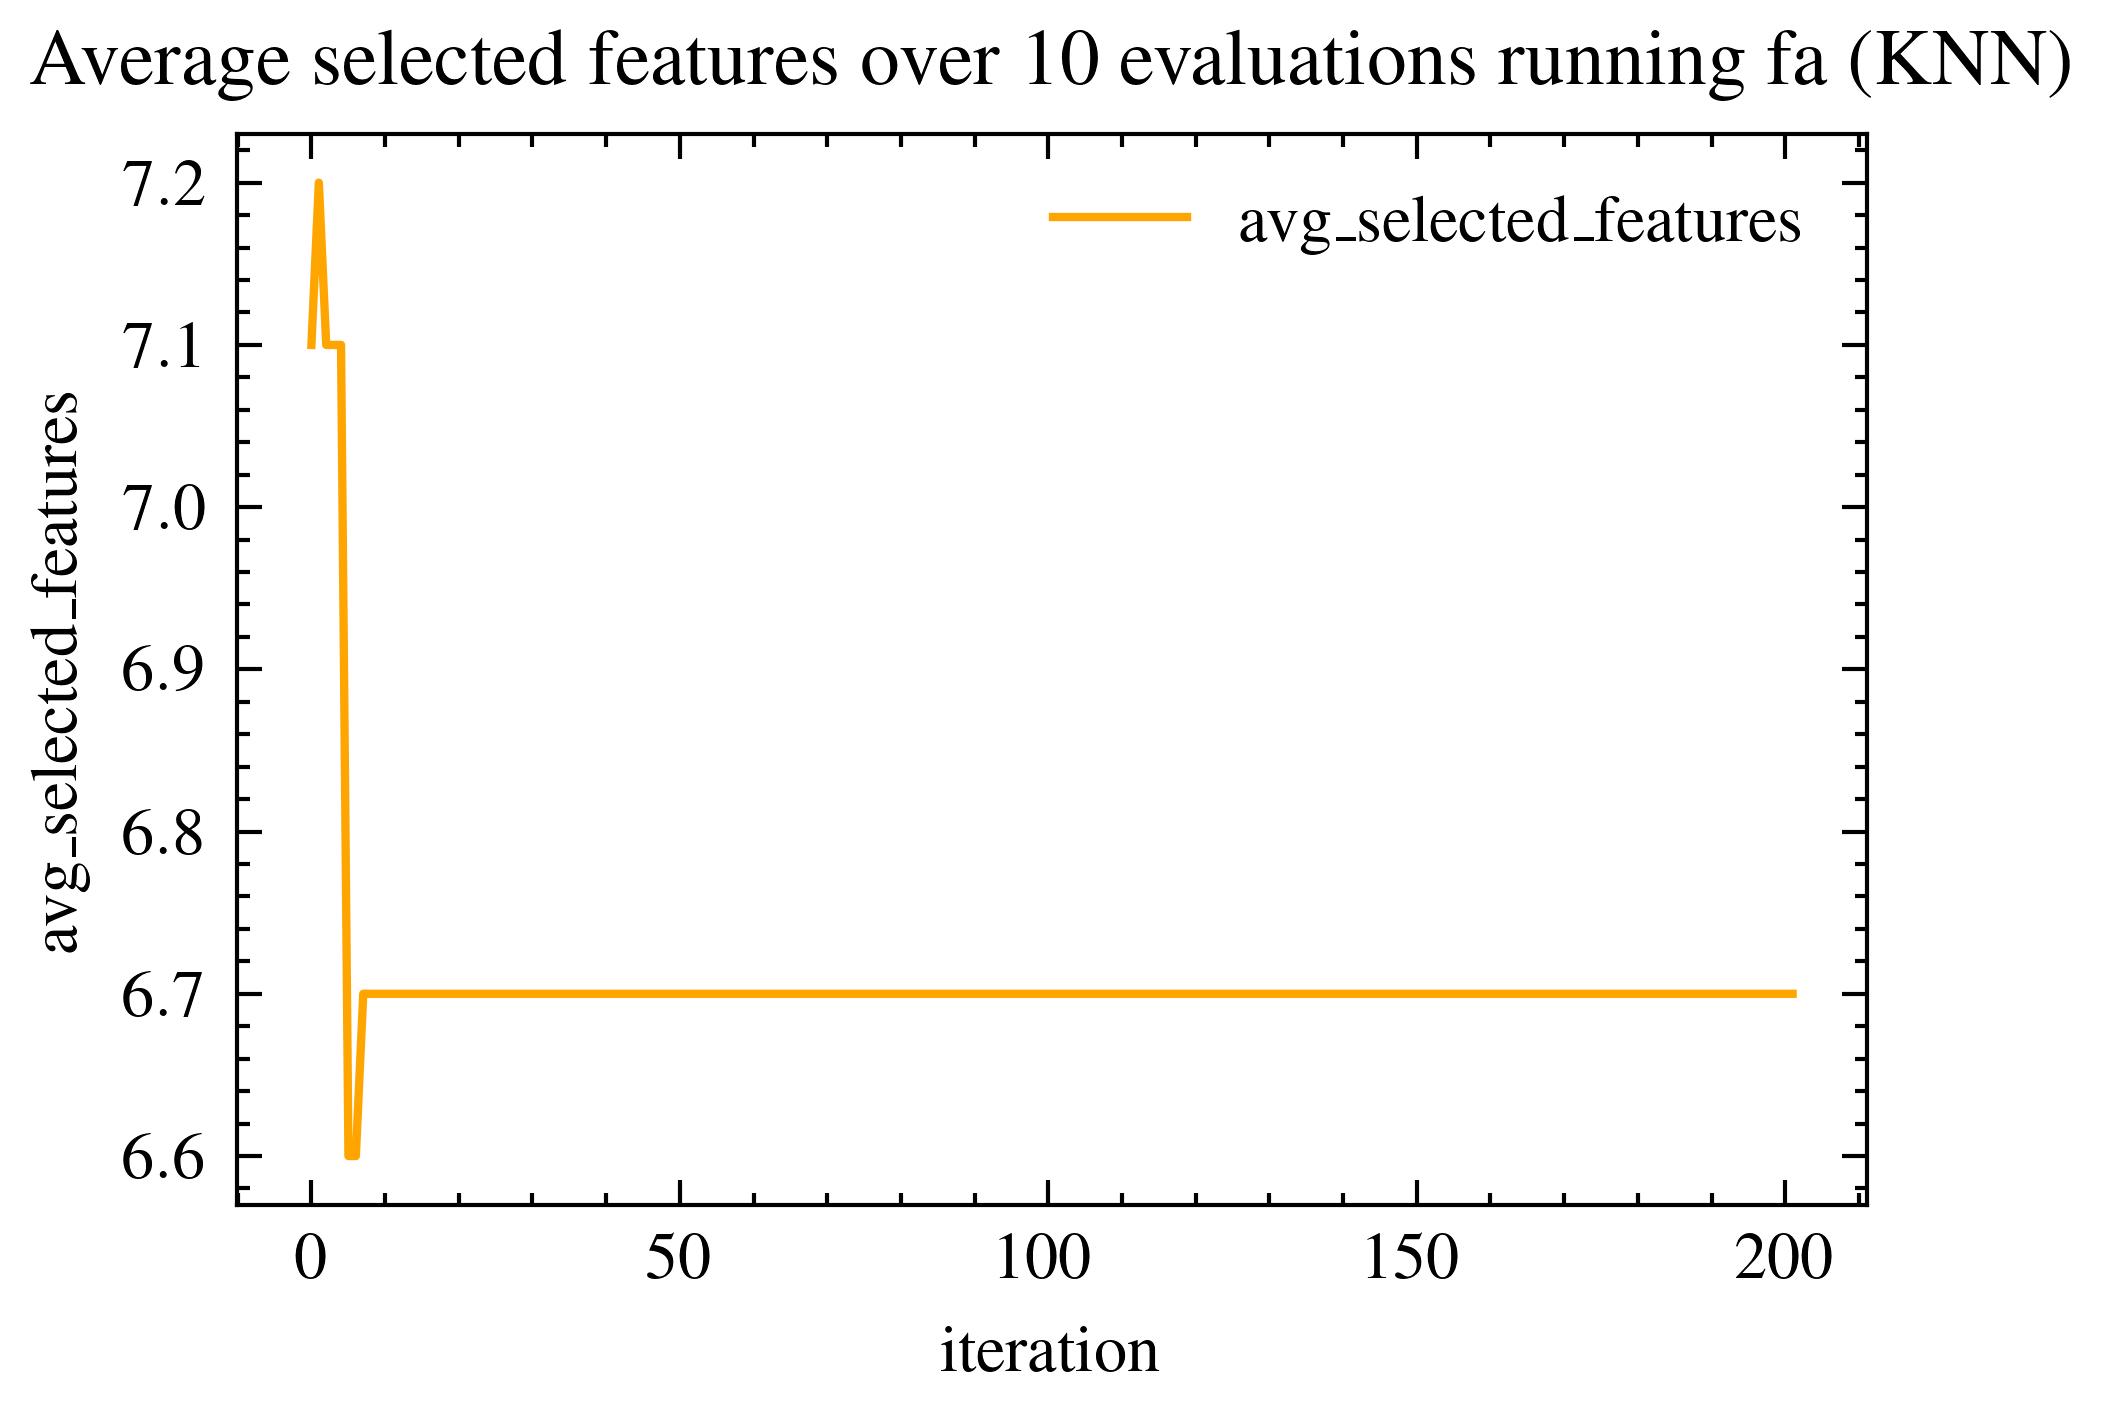 Average selected features over 10 evaluations running fa (KNN)
avg_selected_features
7.2
7.1
7.0
6.9
6.8
6.7
6.6
avg_selected_features
0 50 100 150 200
iteration